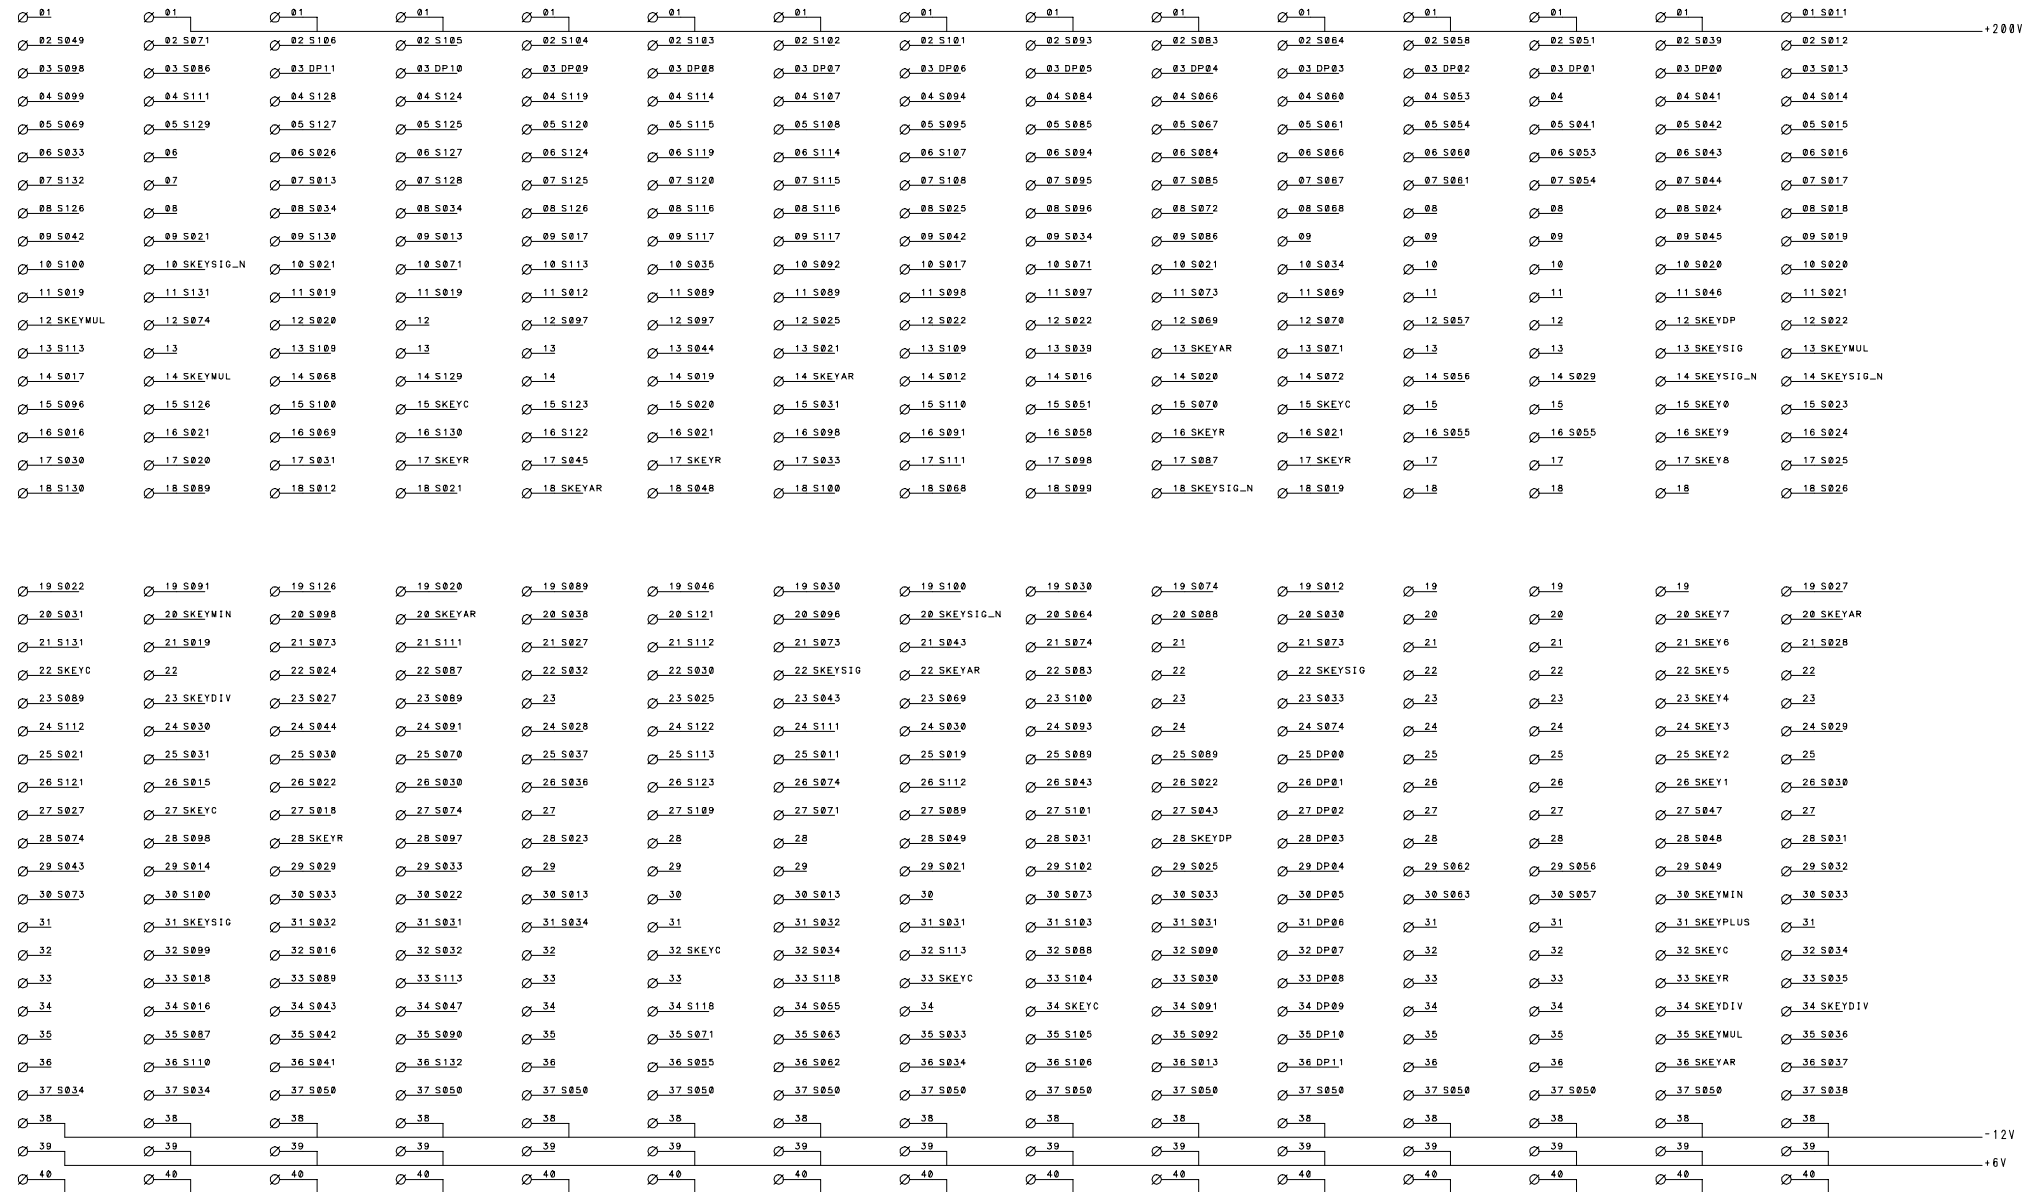 01 01 01 01 01 01 01 01 01 01 01 01 01 01 01 S011
+200V
02 S049 02 S071 02 S106 02 S105 02 S104 02 S103 02 S102 02 S101 02 S093 02 S083 02 S064 02 S058 02 S051 02 S039 02 S012
03 S098 03 S086 03 DP11 03 DP10 03 DP09 03 DP08 03 DP07 03 DP06 03 DP05 03 DP04 03 DP03 03 DP02 03 DP01 03 DP00 03 S013
04 S099 04 S111 04 S128 04 S124 04 S119 04 S114 04 S107 04 S094 04 S084 04 S066 04 S060 04 S053 04 04 S041 04 S014
05 S069 05 S129 05 S127 05 S125 05 S120 05 S115 05 S108 05 S095 05 S085 05 S067 05 S061 05 S054 05 S041 05 S042 05 S015
06 S033 06 06 S026 06 S127 06 S124 06 S119 06 S114 06 S107 06 S094 06 S084 06 S066 06 S060 06 S053 06 S043 06 S016
07 S132 07 07 S013 07 S128 07 S125 07 S120 07 S115 07 S108 07 S095 07 S085 07 S067 07 S061 07 S054 07 S044 07 S017
08 S126 08 08 S034 08 S034 08 S126 08 S116 08 S116 08 S025 08 S096 08 S072 08 S068 08 08 08 S024 08 S018
09 S042 09 S021 09 S130 09 S013 09 S017 09 S117 09 S117 09 S042 09 S034 09 S086 09 09 09 09 S045 09 S019
10 S100 10 SKEYSIG_N 10 S021 10 S071 10 S113 10 S035 10 S092 10 S017 10 S071 10 S021 10 S034 10 10 10 S020 10 S020
11 S019 11 S131 11 S019 11 S019 11 S012 11 S089 11 S089 11 S098 11 S097 11 S073 11 S069 11 11 11 S046 11 S021
12 SKEYMUL 12 S074 12 S020 12 12 S097 12 S097 12 S025 12 S022 12 S022 12 S069 12 S070 12 S057 12 12 SKEYDP 12 S022
13 S113 13 13 S109 13 13 13 S044 13 S021 13 S109 13 S039 13 SKEYAR 13 S071 13 13 13 SKEYSIG 13 SKEYMUL
14 S017 14 SKEYMUL 14 S068 14 S129 14 14 S019 14 SKEYAR 14 S012 14 S016 14 S020 14 S072 14 S056 14 S029 14 SKEYSIG_N 14 SKEYSIG_N
15 S096 15 S126 15 S100 15 SKEYC 15 S123 15 S020 15 S031 15 S110 15 S051 15 S070 15 SKEYC 15 15 15 SKEY0 15 S023
16 S016 16 S021 16 S069 16 S130 16 S122 16 S021 16 S098 16 S091 16 S058 16 SKEYR 16 S021 16 S055 16 S055 16 SKEY9 16 S024
17 S030 17 S020 17 S031 17 SKEYR 17 S045 17 SKEYR 17 S033 17 S111 17 S098 17 S087 17 SKEYR 17 17 17 SKEY8 17 S025
18 S130 18 S089 18 S012 18 S021 18 SKEYAR 18 S048 18 S100 18 S068 18 S099 18 SKEYSIG_N 18 S019 18 18 18 18 S026
19 S022 19 S091 19 S126 19 S020 19 S089 19 S046 19 S030 19 S100 19 S030 19 S074 19 S012 19 19 19 19 S027
20 S031 20 SKEYMIN 20 S098 20 SKEYAR 20 S038 20 S121 20 S096 20 SKEYSIG_N 20 S064 20 S088 20 S030 20 20 20 SKEY7 20 SKEYAR
21 S131 21 S019 21 S073 21 S111 21 S027 21 S112 21 S073 21 S043 21 S074 21 21 S073 21 21 21 SKEY6 21 S028
22 SKEYC 22 22 S024 22 S087 22 S032 22 S030 22 SKEYSIG 22 SKEYAR 22 S083 22 22 SKEYSIG 22 22 22 SKEY5 22
23 S089 23 SKEYDIV 23 S027 23 S089 23 23 S025 23 S043 23 S069 23 S100 23 23 S033 23 23 23 SKEY4 23
24 S112 24 S030 24 S044 24 S091 24 S028 24 S122 24 S111 24 S030 24 S093 24 24 S074 24 24 24 SKEY3 24 S029
25 S021 25 S031 25 S030 25 S070 25 S037 25 S113 25 S011 25 S019 25 S089 25 S089 25 DP00 25 25 25 SKEY2 25
26 S121 26 S015 26 S022 26 S030 26 S036 26 S123 26 S074 26 S112 26 S043 26 S022 26 DP01 26 26 26 SKEY1 26 S030
27 S027 27 SKEYC 27 S018 27 S074 27 27 S109 27 S071 27 S089 27 S101 27 S043 27 DP02 27 27 27 S047 27
28 S074 28 S098 28 SKEYR 28 S097 28 S023 28 28 28 S049 28 S031 28 SKEYDP 28 DP03 28 28 28 S048 28 S031
29 S043 29 S014 29 S029 29 S033 29 29 29 29 S021 29 S102 29 S025 29 DP04 29 S062 29 S056 29 S049 29 S032
30 S073 30 S100 30 S033 30 S022 30 S013 30 30 S013 30 30 S073 30 S033 30 DP05 30 S063 30 S057 30 SKEYMIN 30 S033
31 31 SKEYSIG 31 S032 31 S031 31 S034 31 31 S032 31 S031 31 S103 31 S031 31 DP06 31 31 31 SKEYPLUS 31
32 32 S099 32 S016 32 S032 32 32 SKEYC 32 S034 32 S113 32 S088 32 S090 32 DP07 32 32 32 SKEYC 32 S034
33 33 S018 33 S089 33 S113 33 33 33 S118 33 SKEYC 33 S104 33 S030 33 DP08 33 33 33 SKEYR 33 S035
34 34 S016 34 S043 34 S047 34 34 S118 34 S055 34 34 SKEYC 34 S091 34 DP09 34 34 34 SKEYDIV 34 SKEYDIV
35 35 S087 35 S042 35 S090 35 35 S071 35 S063 35 S033 35 S105 35 S092 35 DP10 35 35 35 SKEYMUL 35 S036
36 36 S110 36 S041 36 S132 36 36 S055 36 S062 36 S034 36 S106 36 S013 36 DP11 36 36 36 SKEYAR 36 S037
37 S034 37 S034 37 S050 37 S050 37 S050 37 S050 37 S050 37 S050 37 S050 37 S050 37 S050 37 S050 37 S050 37 S050 37 S038
38 38 38 38 38 38 38 38 38 38 38 38 38 38 38
-12V
39 39 39 39 39 39 39 39 39 39 39 39 39 39 39
+6V
40 40 40 40 40 40 40 40 40 40 40 40 40 40 40